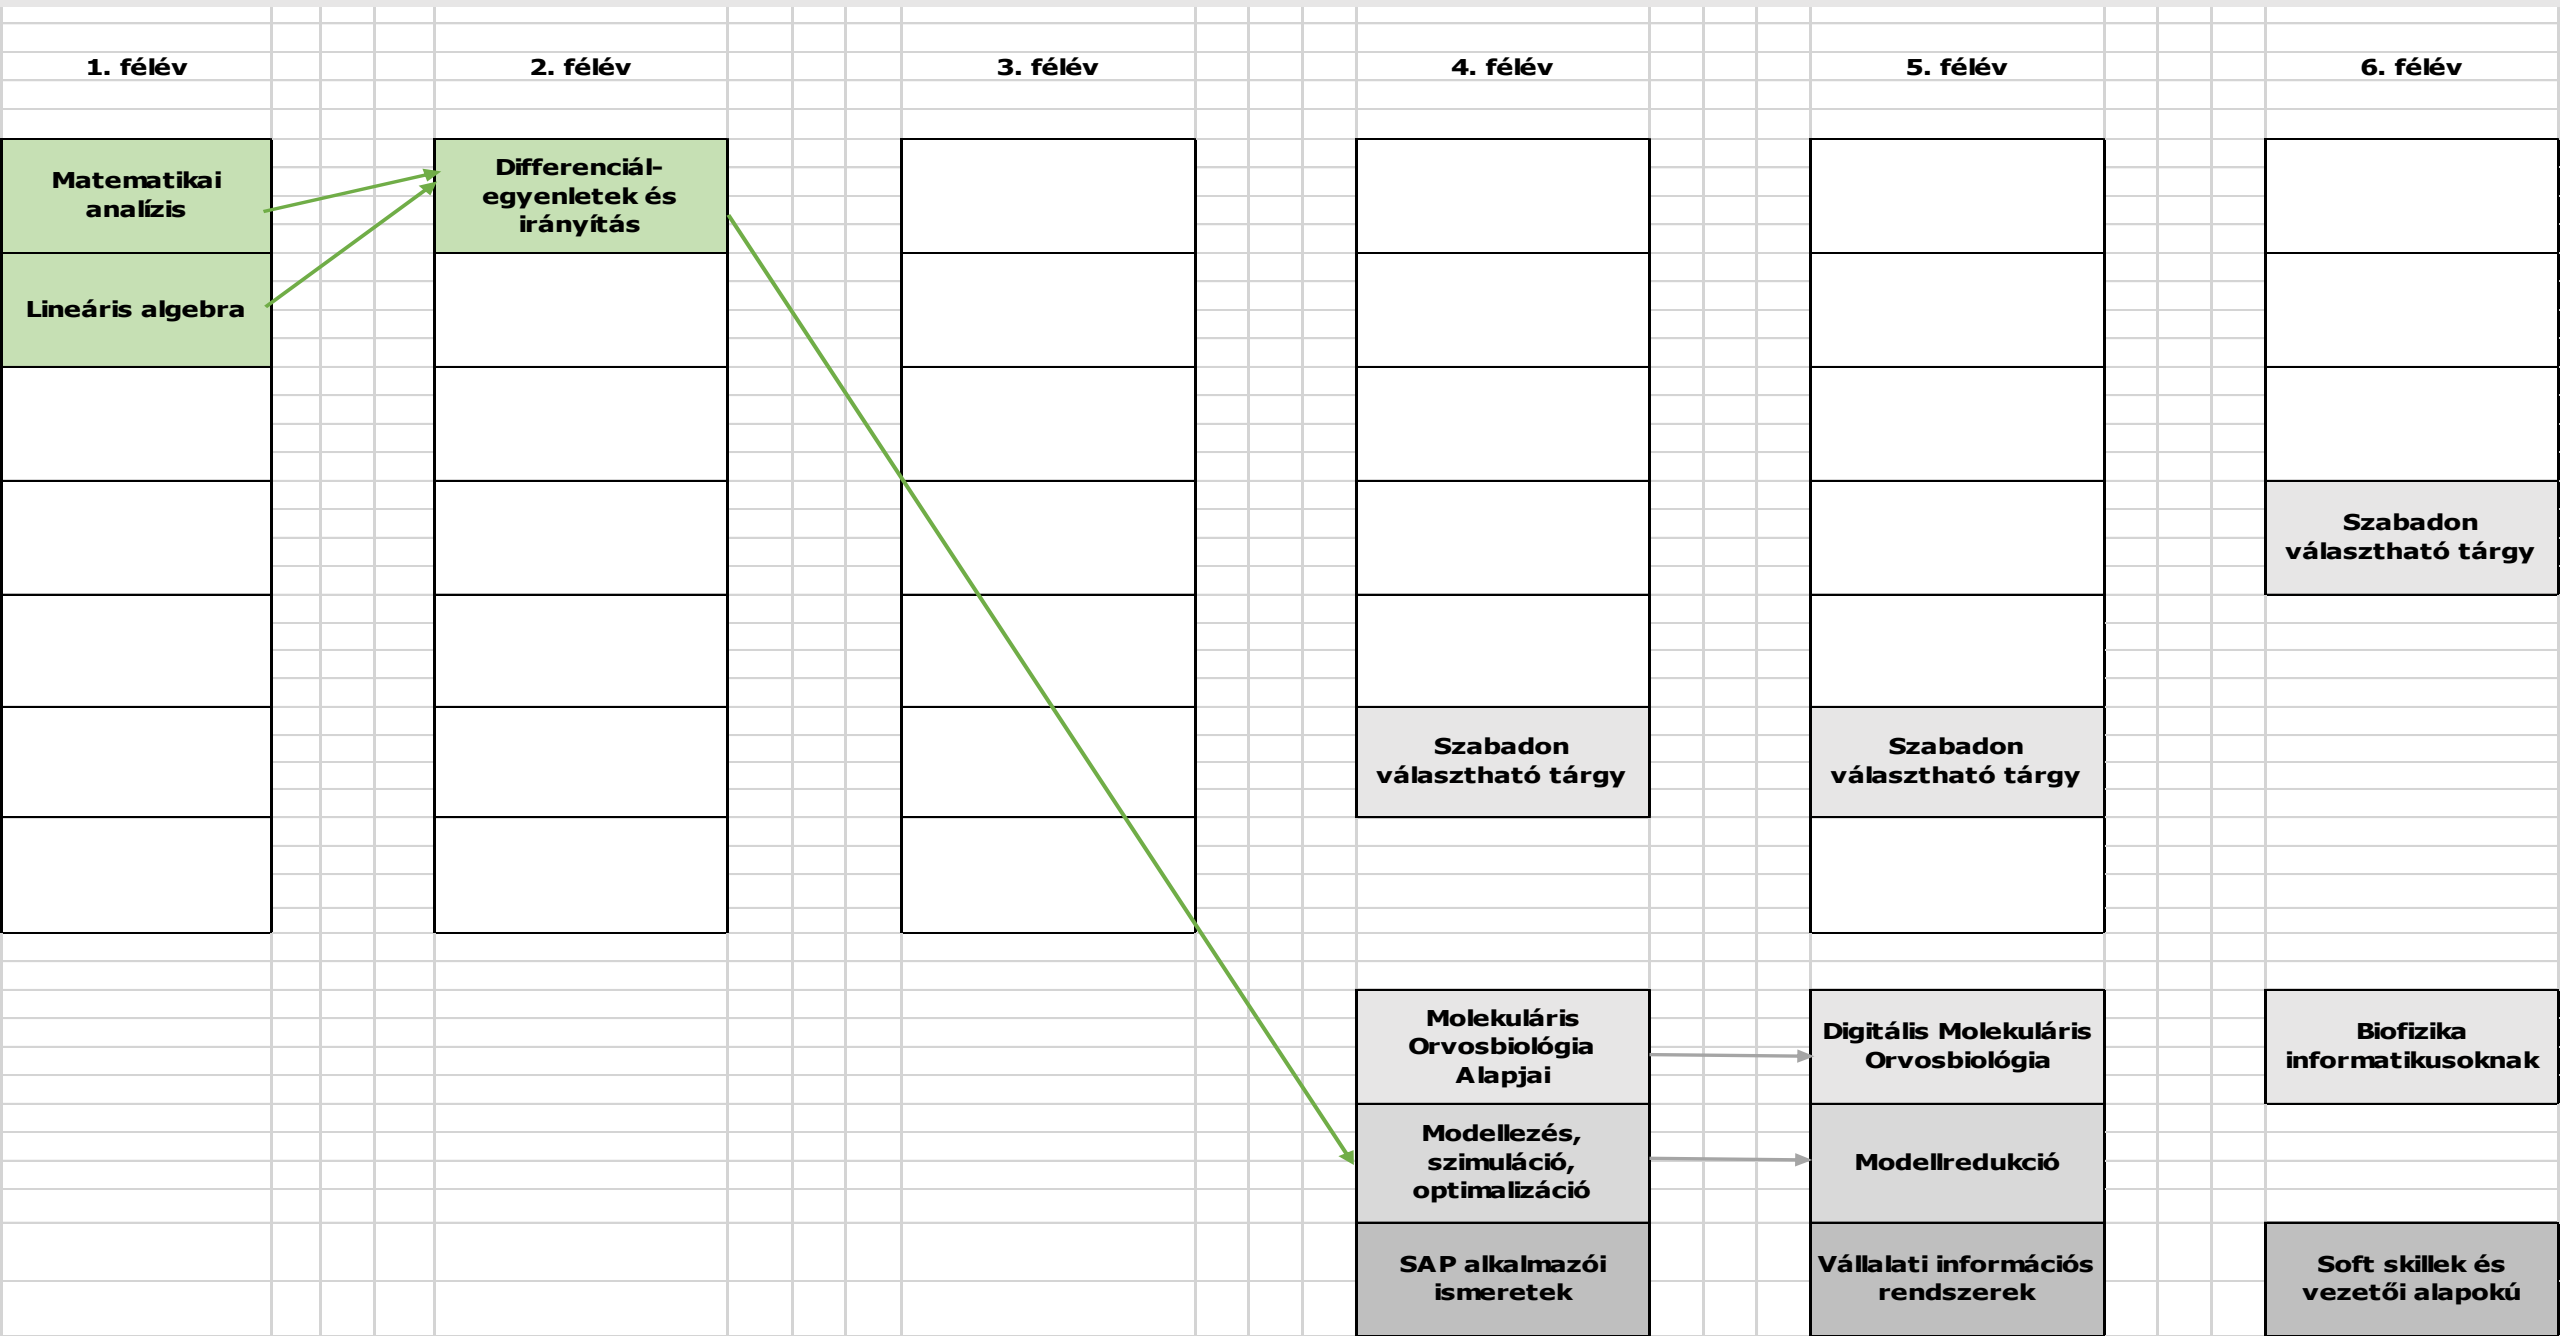 1. félév
2. félév
3. félév
4. félév
5. félév
6. félév
Matematikai
analízis
Differenciál-
egyenletek és
irányítás
Lineáris algebra
Szabadon
választható tárgy
Szabadon
választható tárgy
Szabadon
választható tárgy
Molekuláris
Orvosbiológia
Alapjai
Digitális Molekuláris
Orvosbiológia
Biofizika
informatikusoknak
Modellezés,
szimuláció,
optimalizáció
Modellredukció
SAP alkalmazói
ismeretek
Vállalati információs
rendszerek
Soft skillek és
vezetői alapokú